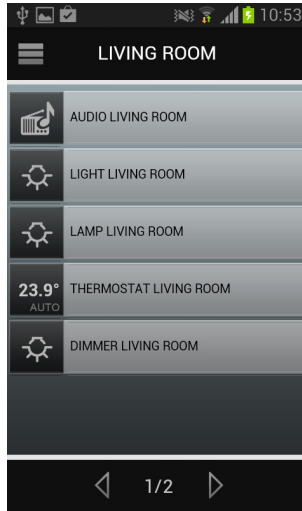 10:53
LIVING ROOM
AUDIO LIVING ROOM
LIGHT LIVING ROOM
LAMP LIVING ROOM
23.9° THERMOSTAT LIVING ROOM
AUTO
DIMMER LIVING ROOM
1/2